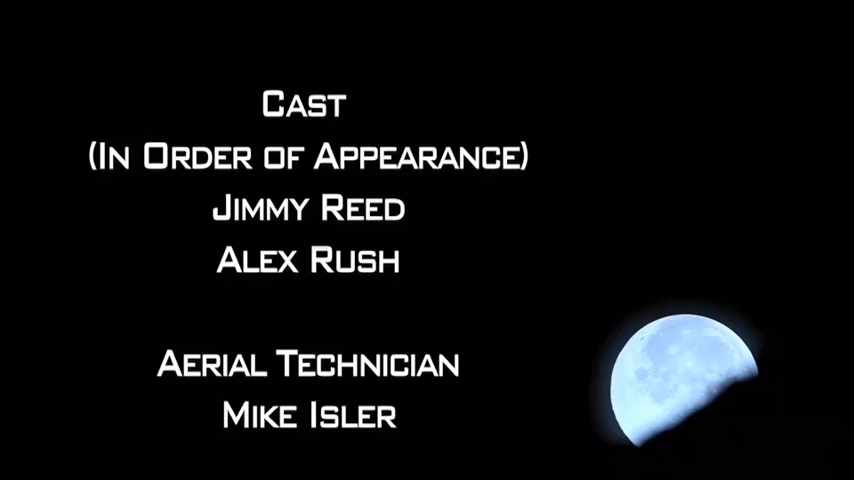 Cast
(In Order of Appearance)
Jimmy Reed
Alex Rush
Aerial Technician
Mike Isler